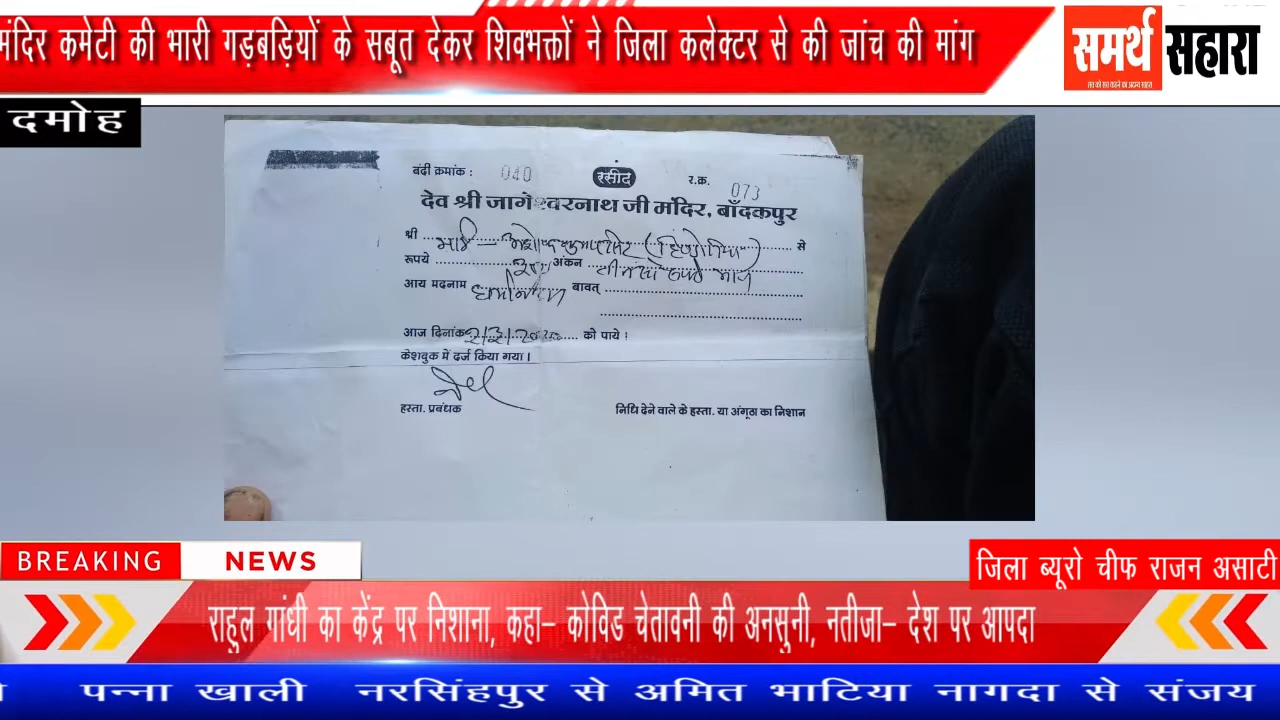 मंदिर कमेटी की भारी गड़बड़ियों के सबूत देकर शिवभक्तों ने जिला कलेक्टर से की जांच की मांग
समर्थ सहारा
दमोह
बंदी क्रमांक : 040 रसीद र.क्र. 073
देव श्री जागेश्वरनाथ जी मंदिर, बाँदकपुर
श्री से
रूपये अंकन
आय मदनाम बावत्
आज दिनांक को पाये।
केशबुक में दर्ज किया गया।
हस्ता. प्रबंधक निधि देने वाले के हस्ता. या अंगूठा का निशान
BREAKING NEWS
जिला ब्यूरो चीफ राजन असाटी
राहुल गांधी का केंद्र पर निशाना, कहा- कोविड चेतावनी की अनसुनी, नतीजा- देश पर आपदा
पन्ना खाली नरसिंहपुर से अमित भाटिया नागदा से संजय